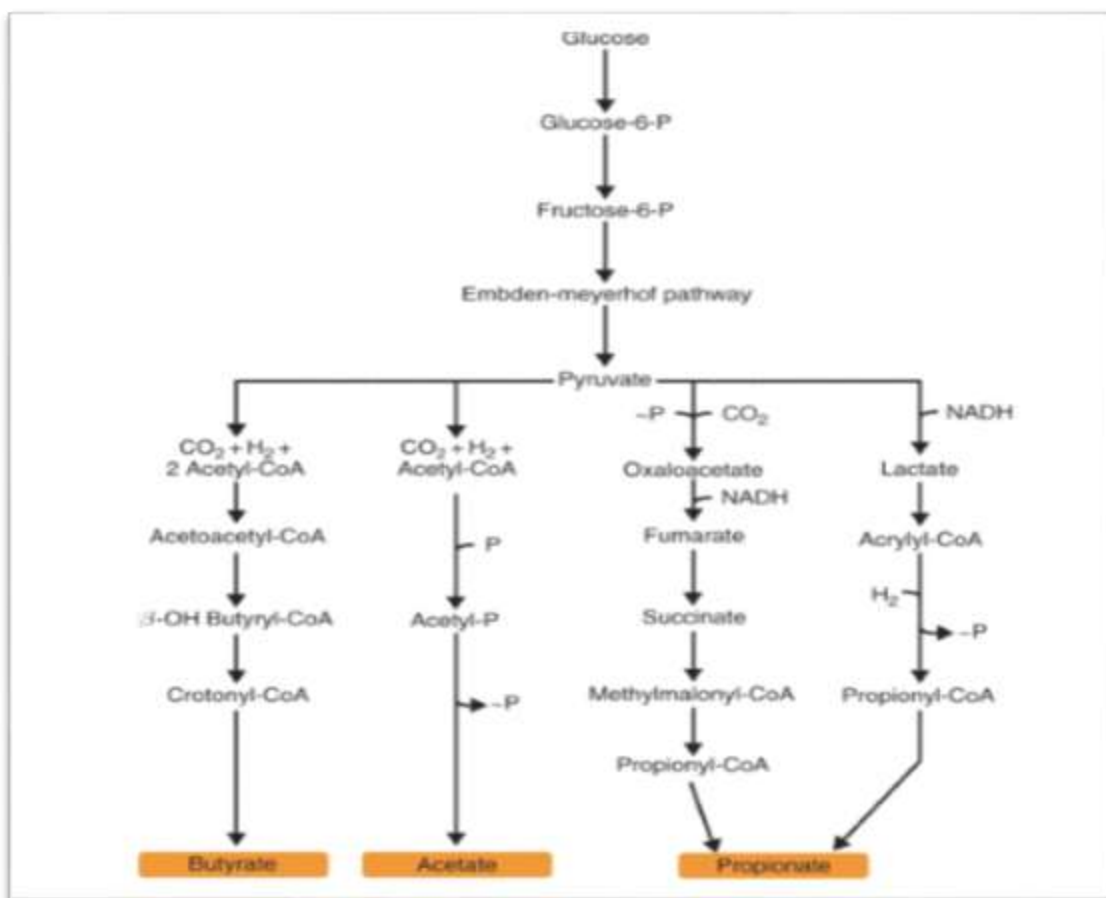 Glucose
Glucose-6-P
Fructose-6-P
Embden-meyerhof pathway
Pyruvate
~P
CO₂
NADH
CO₂ + H₂ +
2 Acetyl-CoA
CO₂ + H₂ +
Acetyl-CoA
Oxaloacetate
Lactate
NADH
Acetoacetyl-CoA
P
Fumarate
Acrylyl-CoA
H₂
~P
-OH Butyryl-CoA
Acetyl-P
Succinate
Crotonyl-CoA
~P
Methylmalonyl-CoA
Propionyl-CoA
Propionyl-CoA
Butyrate
Acetate
Propionate